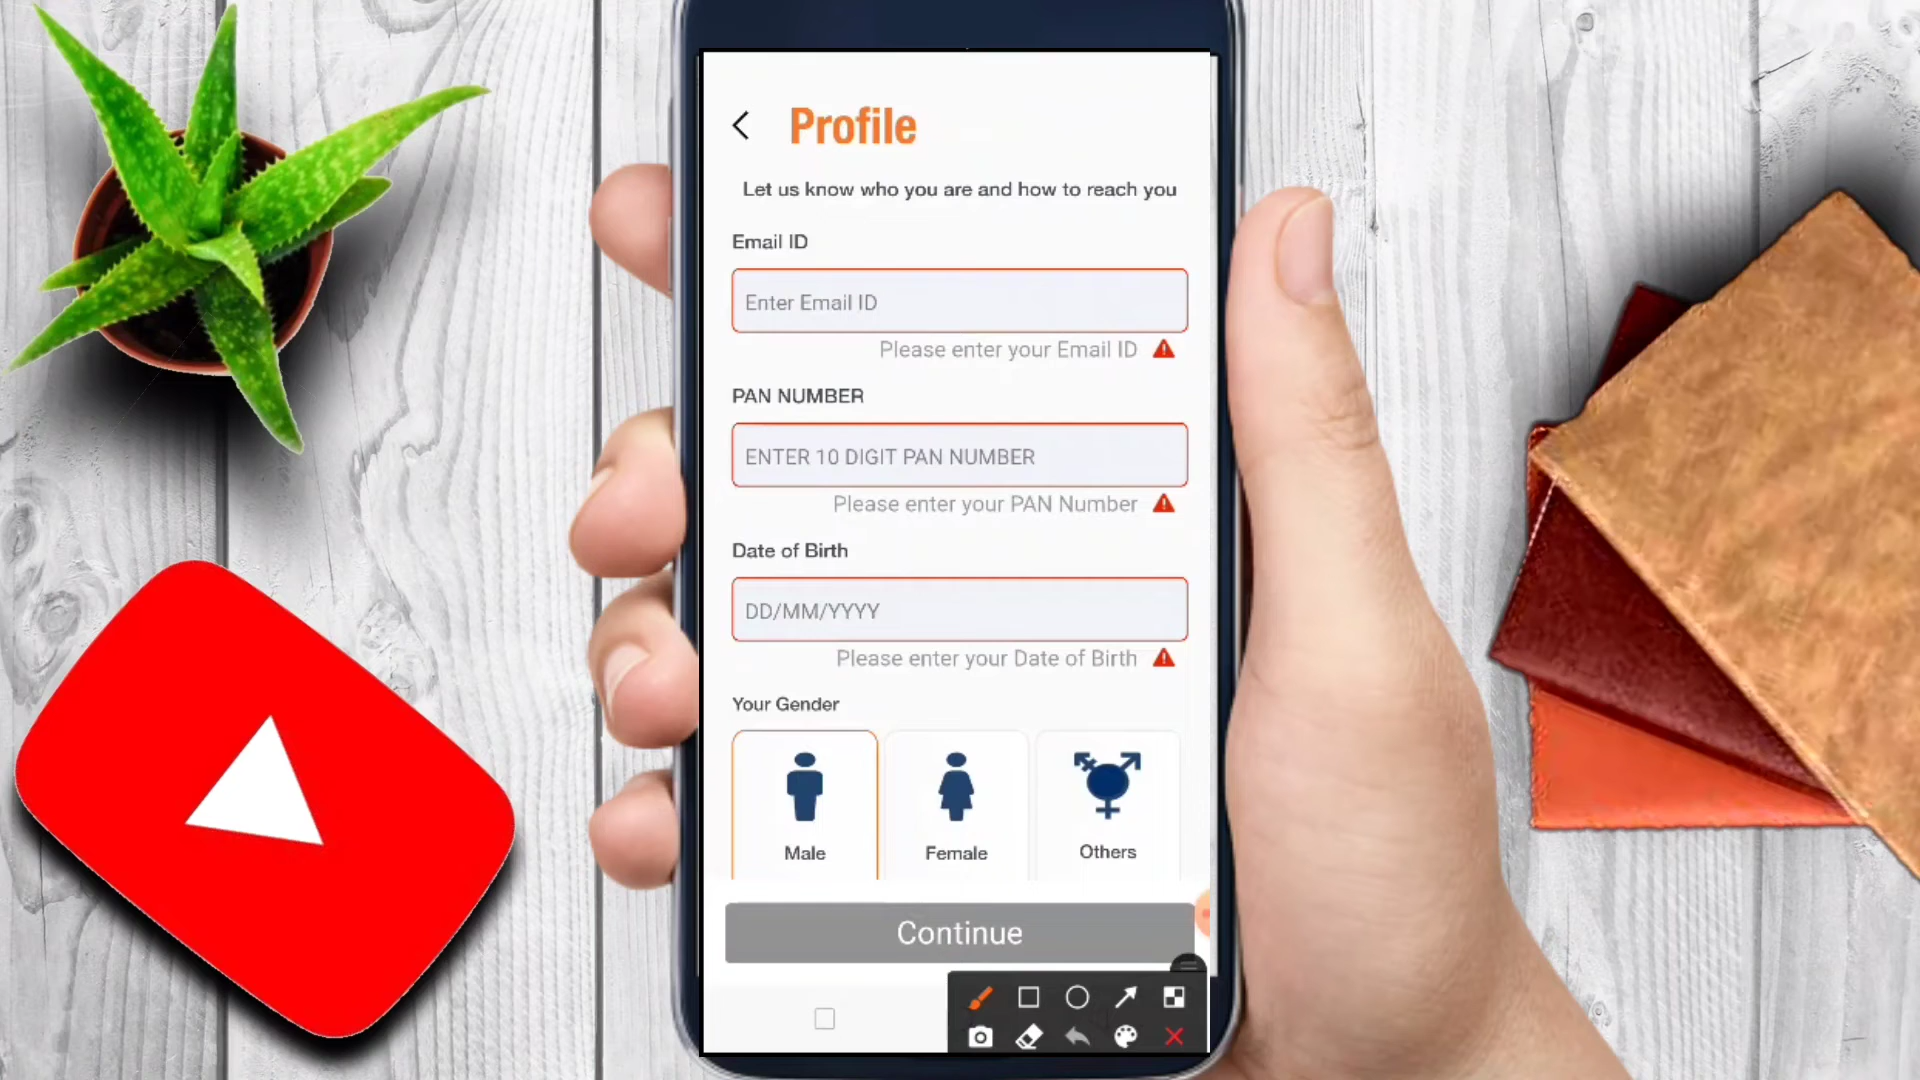 Profile
Let us know who you are and how to reach you
Email ID
Enter Email ID
Please enter your Email ID
PAN NUMBER
ENTER 10 DIGIT PAN NUMBER
Please enter your PAN Number
Date of Birth
DD/MM/YYYY
Please enter your Date of Birth
Your Gender
Male Female Others
Continue